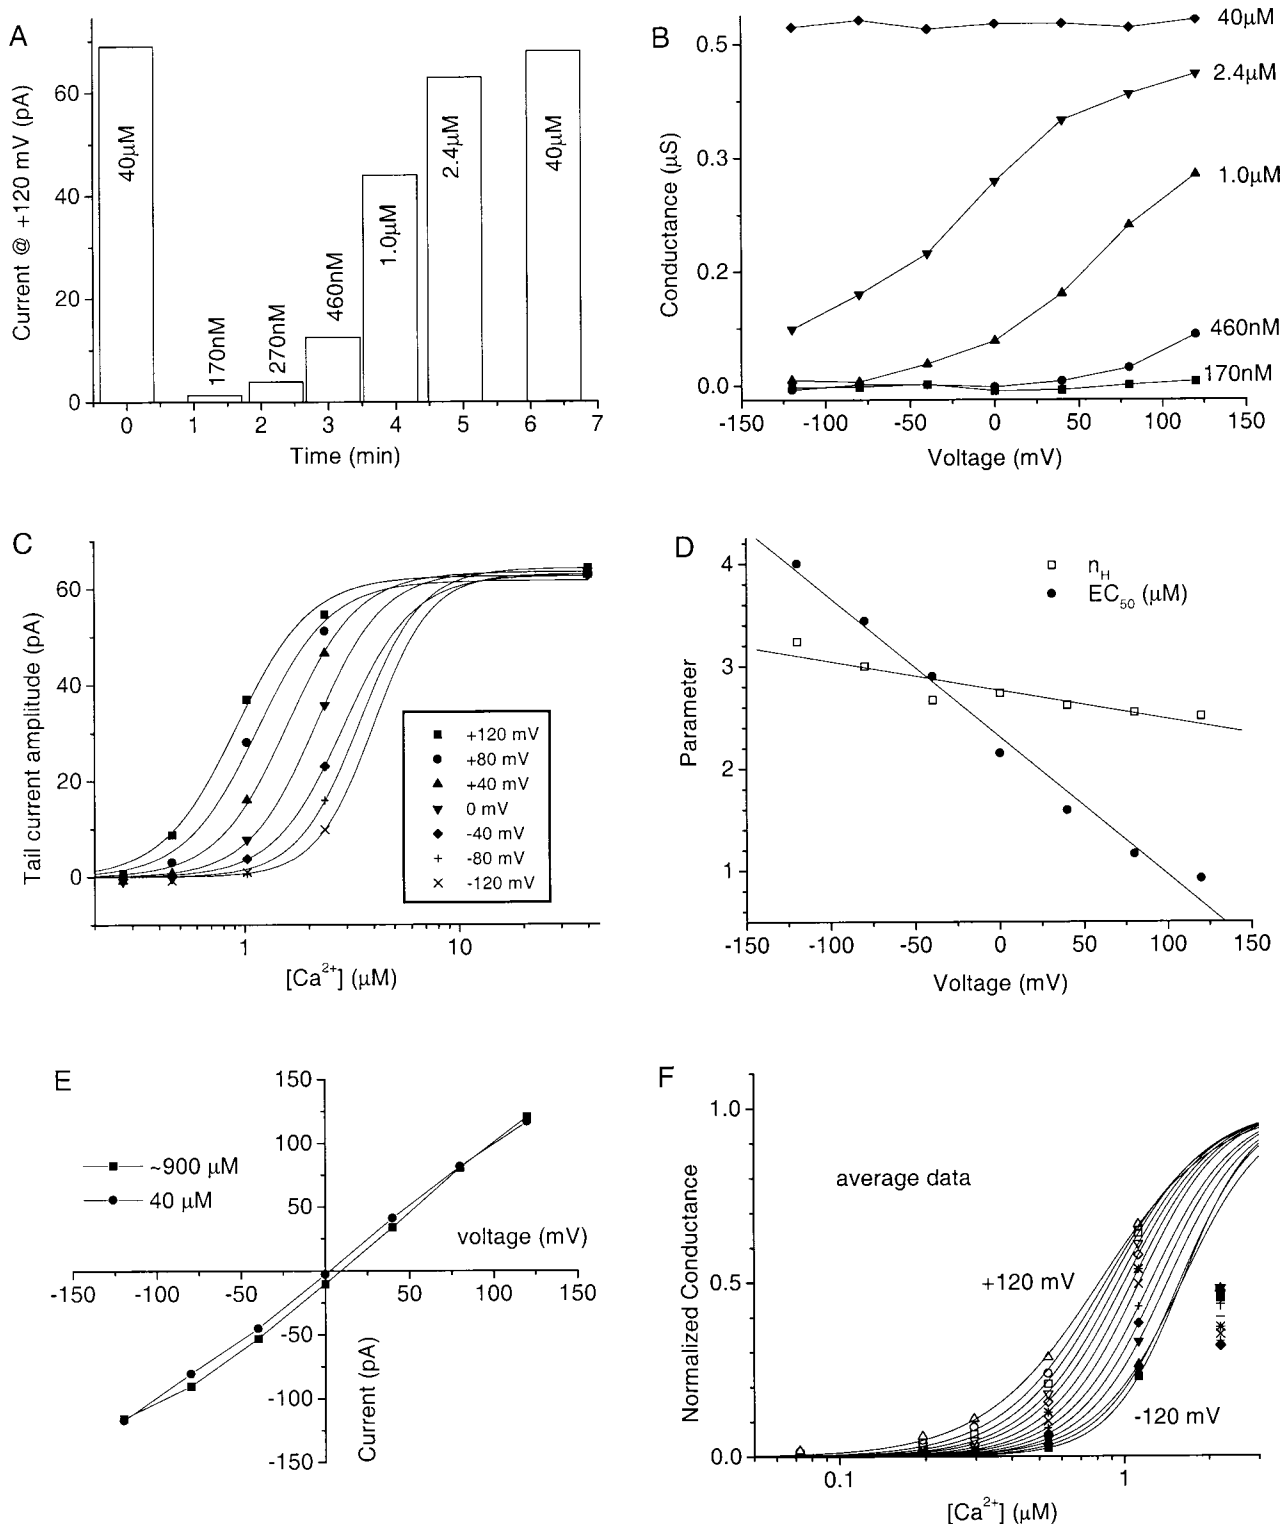 A
Current @ +120 mV (pA)
60
40
20
0
40μM
170nM
270nM
460nM
1.0μM
2.4μM
40μM
0 1 2 3 4 5 6 7
Time (min)
B
Conductance (μS)
0.5
0.3
0.2
0.0
40μM
2.4μM
1.0μM
460nM
170nM
-150 -100 -50 0 50 100 150
Voltage (mV)
C
Tail current amplitude (pA)
60
40
20
0
+120 mV
+80 mV
+40 mV
0 mV
-40 mV
-80 mV
-120 mV
1 10
[Ca²⁺] (μM)
D
Parameter
4
3
2
1
n_H
EC₅₀ (μM)
-150 -100 -50 0 50 100 150
Voltage (mV)
E
~900 μM
40 μM
150
100
50
-50
-100
-150
voltage (mV)
-150 -100 -50 50 100 150
Current (pA)
F
Normalized Conductance
1.0
0.5
0.0
average data
+120 mV
-120 mV
0.1 1
[Ca²⁺] (μM)